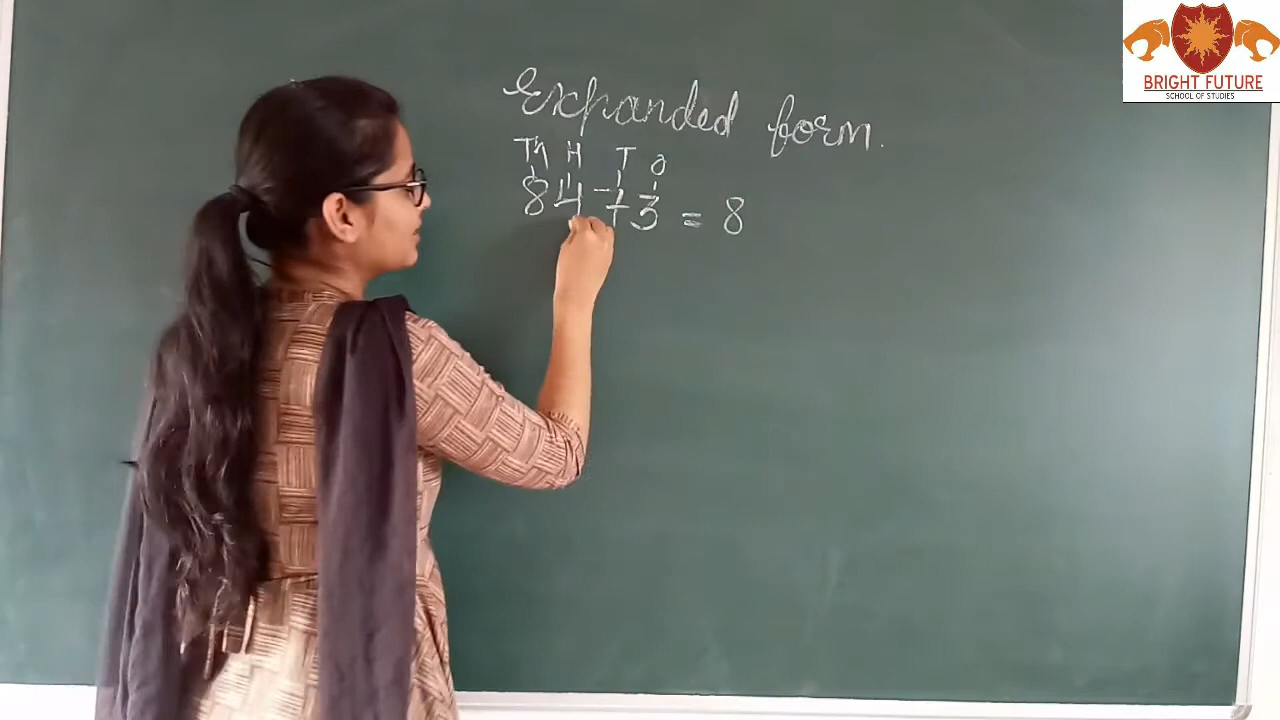 Expanded form.
Th H T O
8473 = 8
BRIGHT FUTURE
SCHOOL OF STUDIES